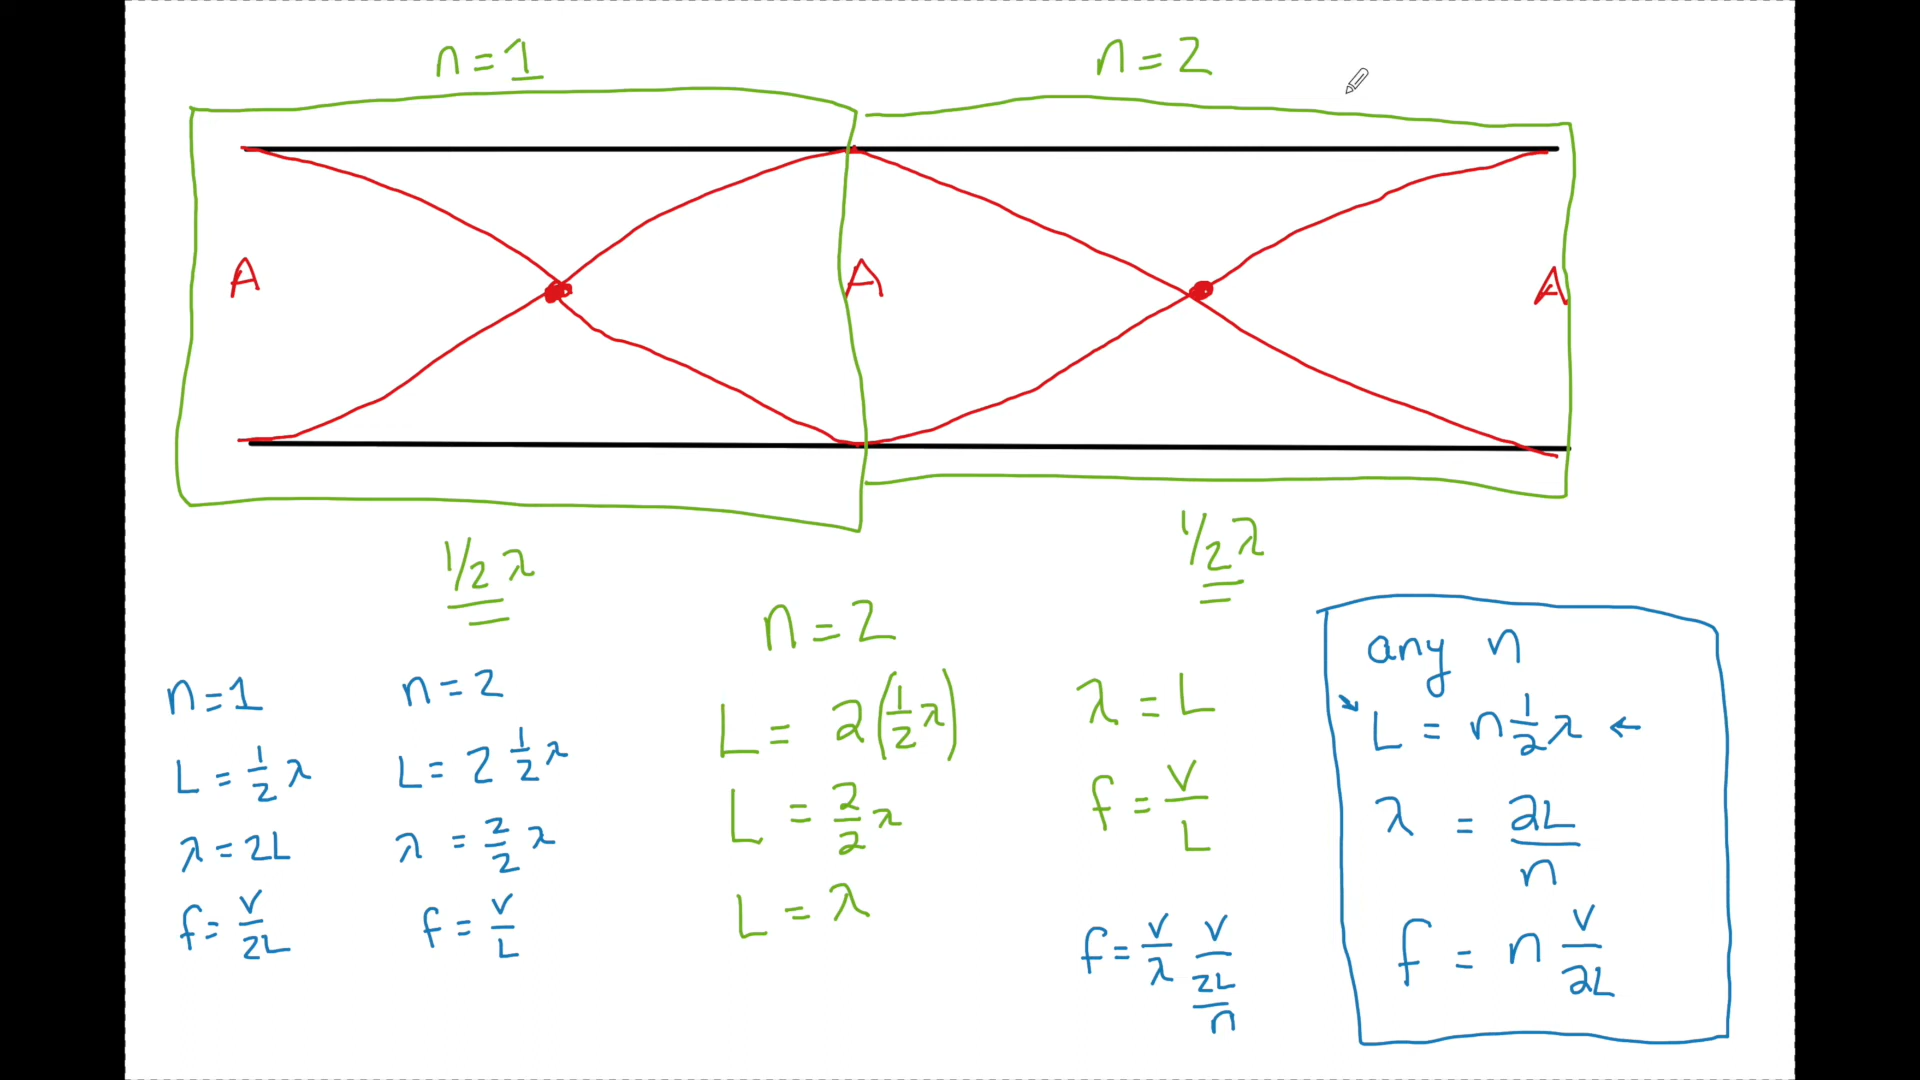 n = 1
n = 2
A
A
A
1/2 λ
1/2 λ
n = 1
L = 1/2 λ
λ = 2L
f = v/2L
n = 2
L = 2 1/2 λ
λ = 2/2 λ
f = v/L
n = 2
L = 2(1/2 λ)
L = 2/2 λ
L = λ
λ = L
f = v/L
f = v/λ v/(2L/n)
any n
L = n 1/2 λ ←
λ = 2L/n
f = n v/2L